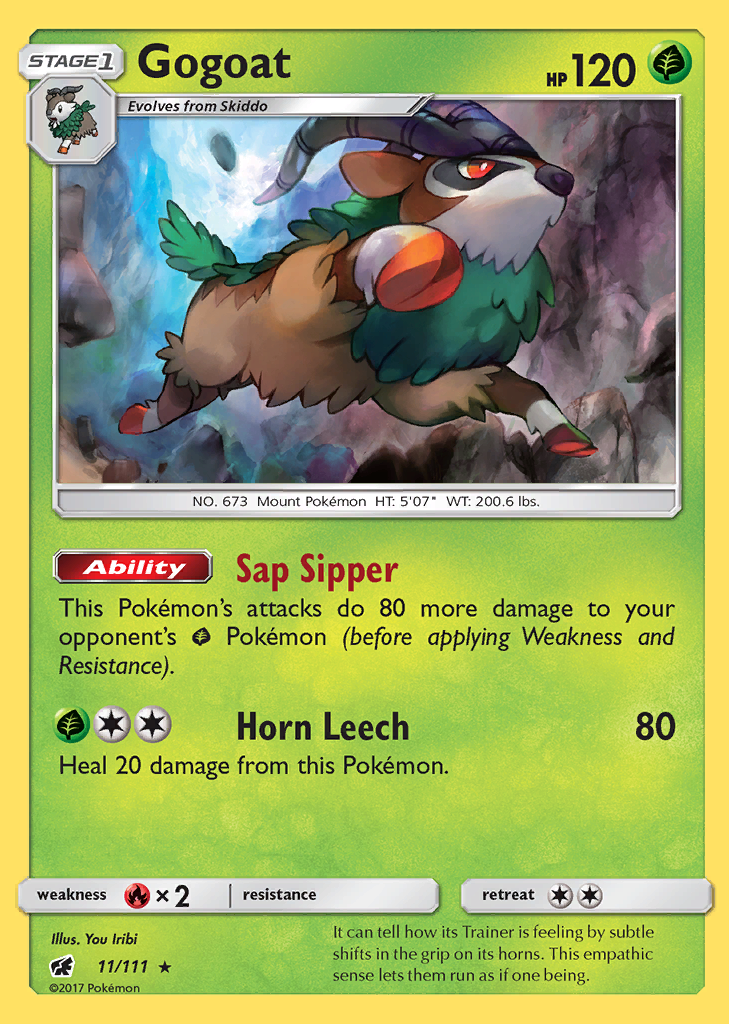 STAGE1
Gogoat
HP 120
Evolves from Skiddo
NO. 673 Mount Pokémon HT: 5'07" WT: 200.6 lbs.
Ability Sap Sipper
This Pokémon's attacks do 80 more damage to your
opponent's Pokémon (before applying Weakness and
Resistance).
Horn Leech 80
Heal 20 damage from this Pokémon.
weakness ×2 resistance retreat
Illus. You Iribi
11/111 ★
©2017 Pokémon
It can tell how its Trainer is feeling by subtle
shifts in the grip on its horns. This empathic
sense lets them run as if one being.